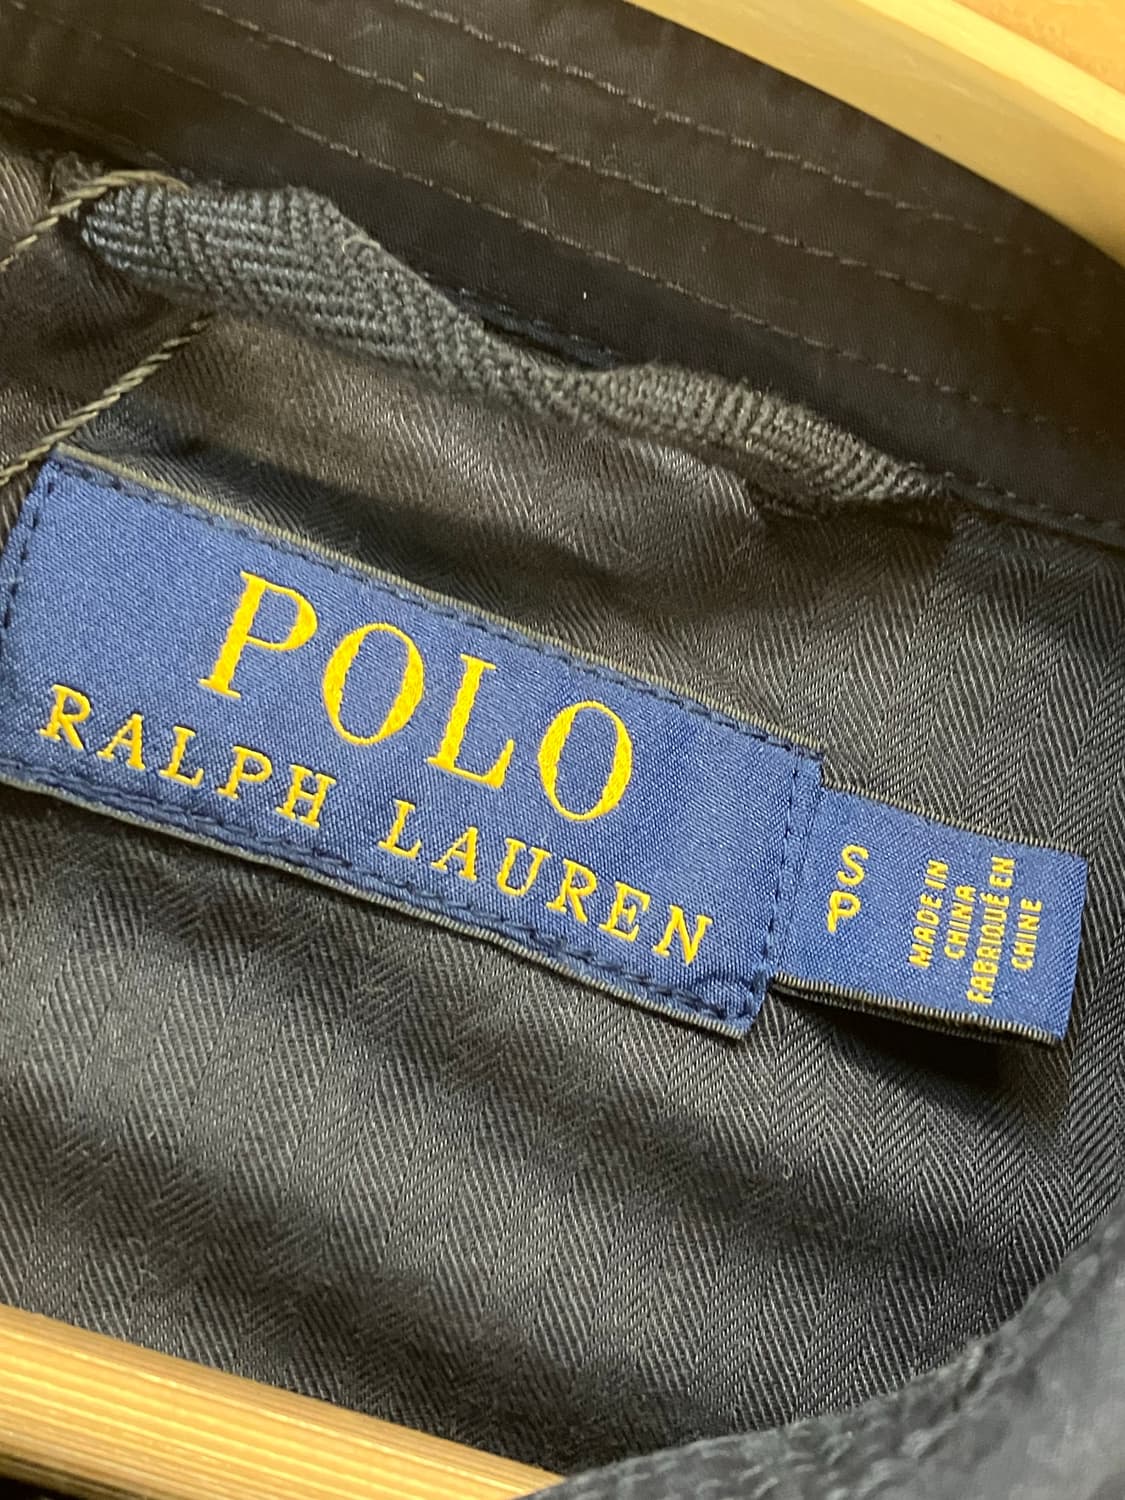 POLO
RALPH LAUREN
S
P
MADE IN
CHINA
FABRIQUÉ EN
CHINE